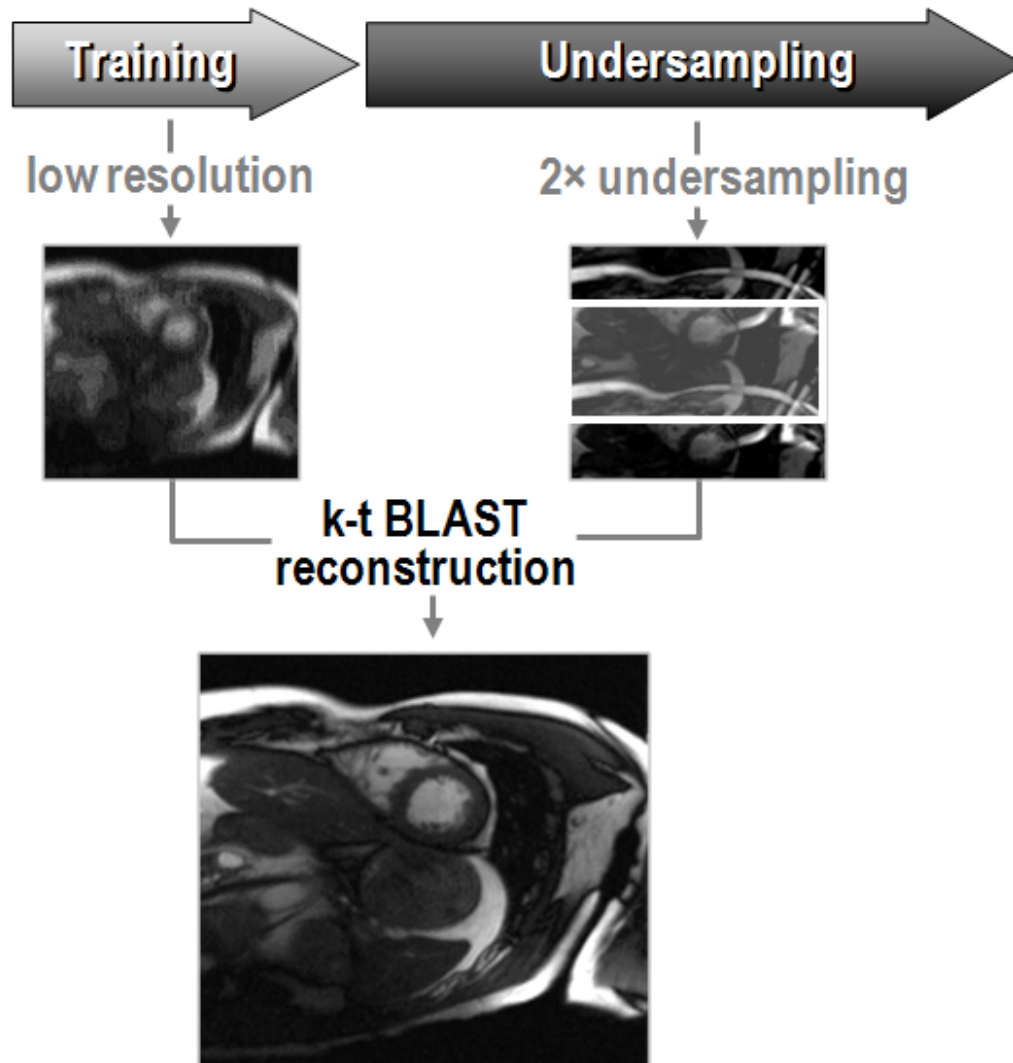 Training
Undersampling
low resolution
2× undersampling
k-t BLAST
reconstruction